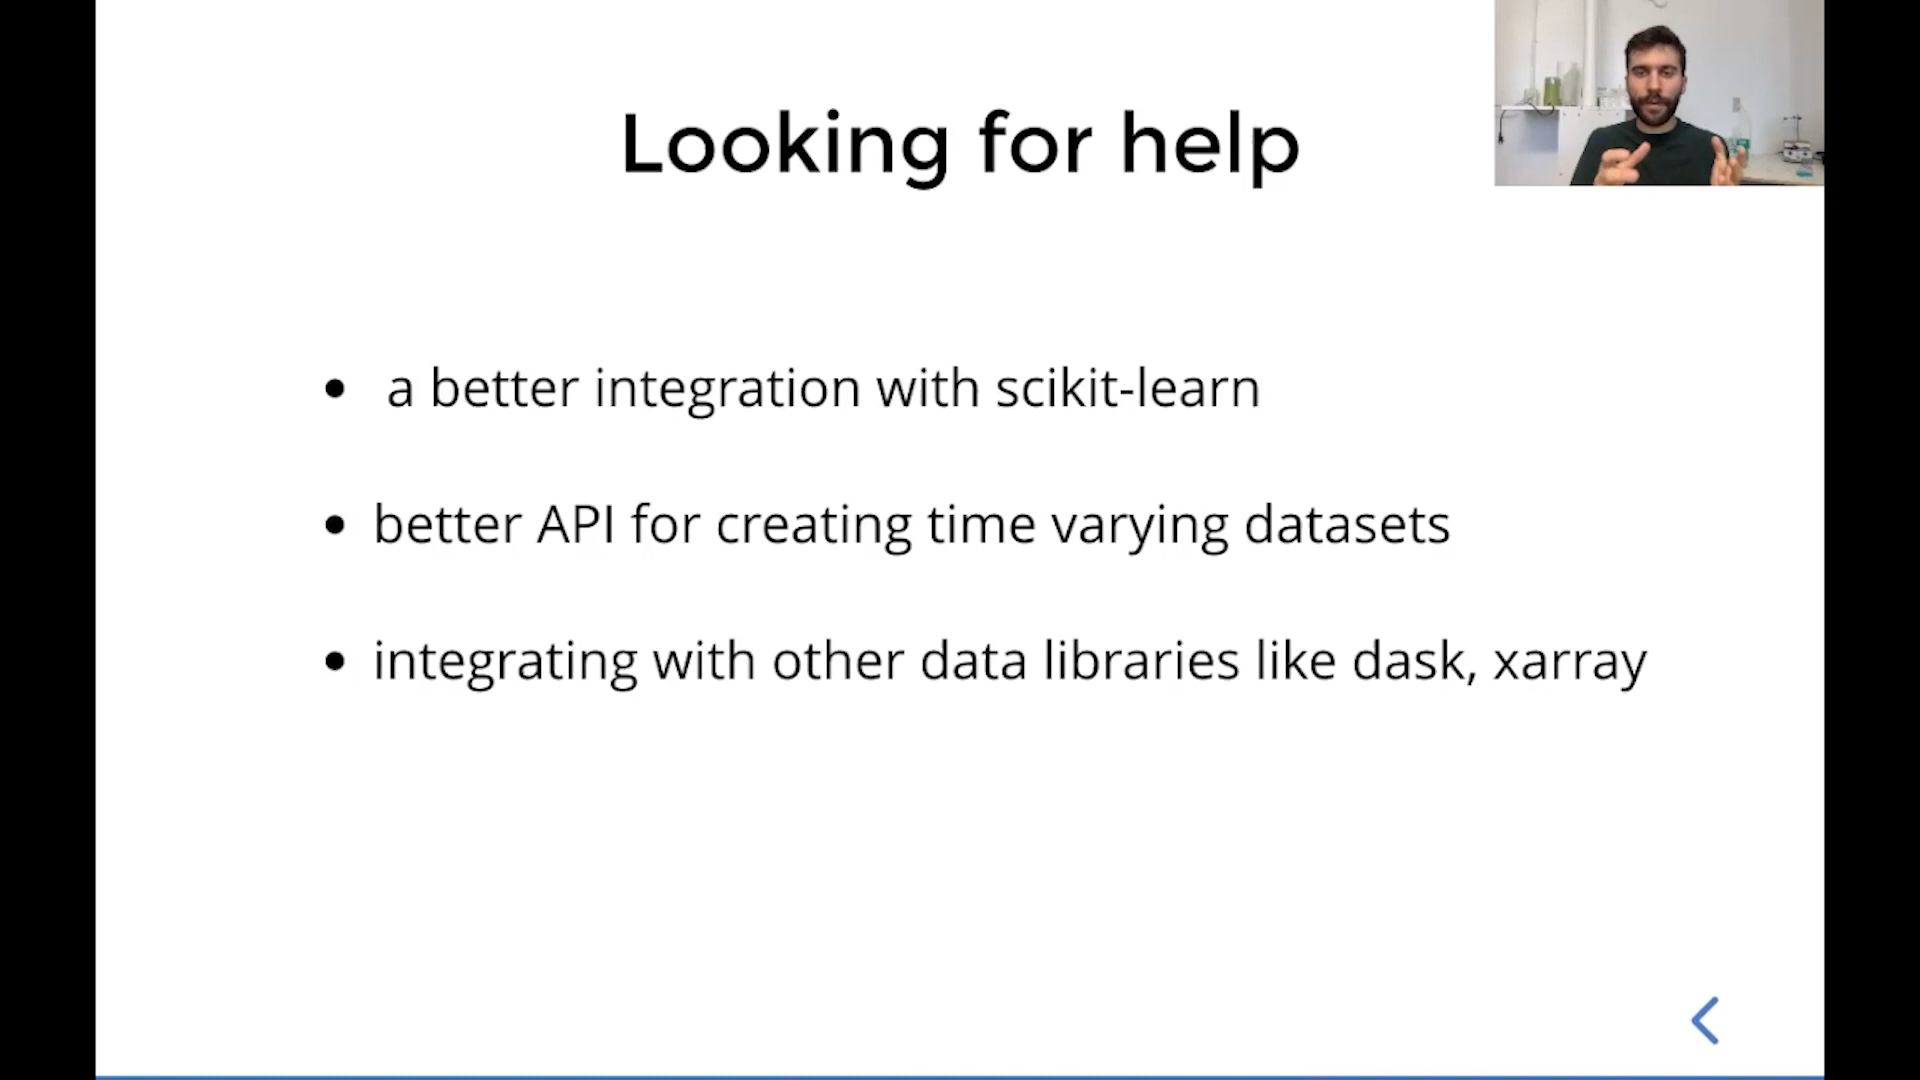 Looking for help
• a better integration with scikit-learn
• better API for creating time varying datasets
• integrating with other data libraries like dask, xarray